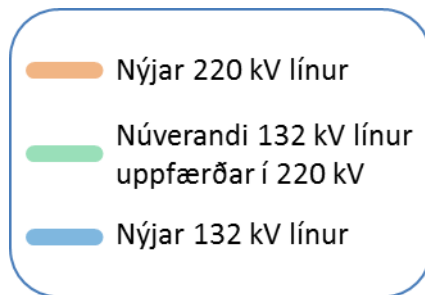 Nýjar 220 kV línur
Núverandi 132 kV línur
uppfærðar í 220 kV
Nýjar 132 kV línur